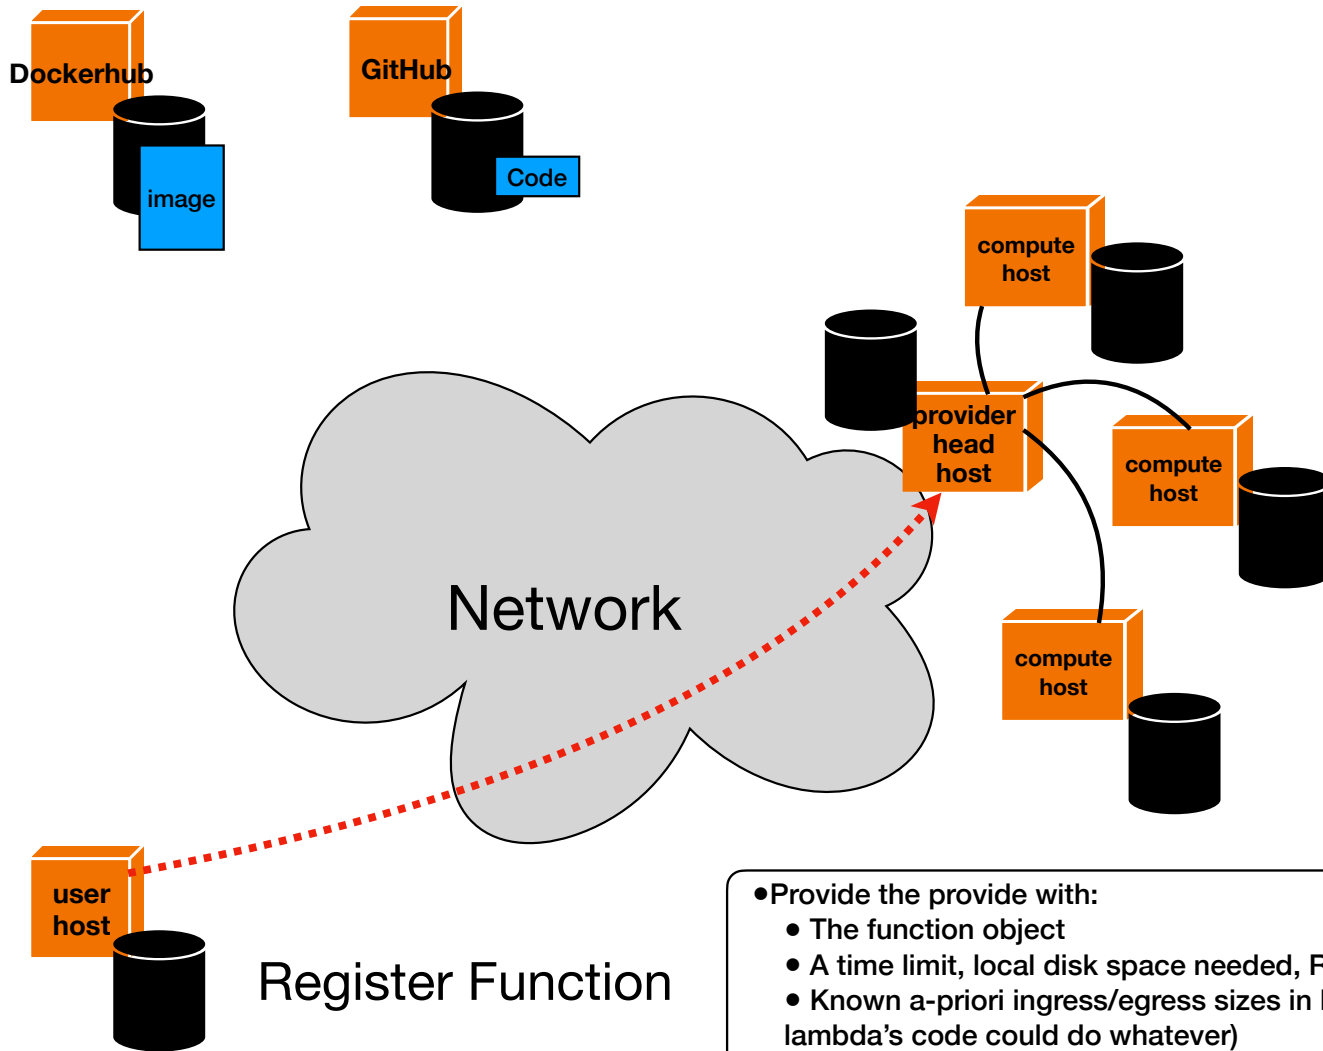 Dockerhub
GitHub
image
Code
compute
host
provider
head
host
compute
host
Network
compute
host
user
host
Register Function
●Provide the provide with:
● The function object
● A time limit, local disk space needed,
● Known a-priori ingress/egress sizes in
lambda’s code could do whatever)